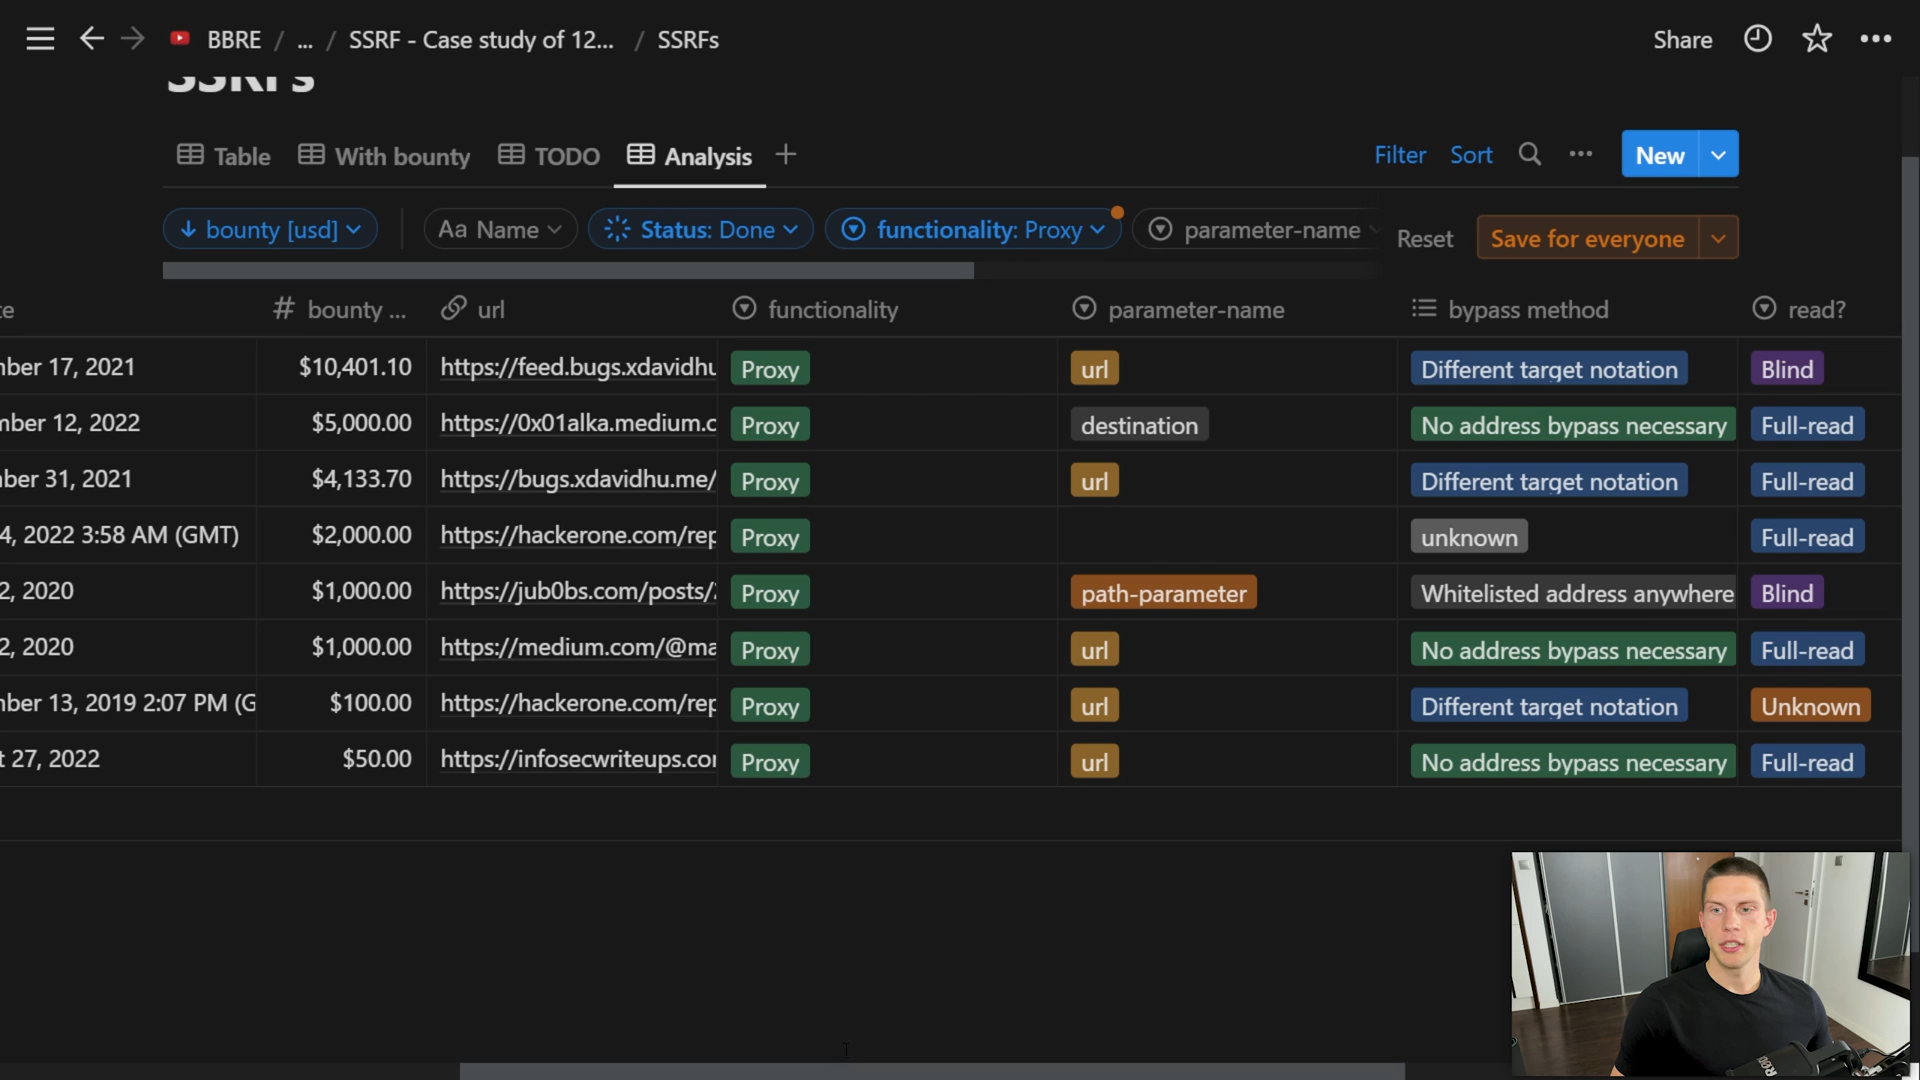 BBRE / ... / SSRF - Case study of 12... / SSRFs Share
SSRFs
Table With bounty TODO Analysis Filter Sort New
bounty [usd] Aa Name Status: Done functionality: Proxy parameter-name Reset Save for everyone
te # bounty ... url functionality parameter-name bypass method read?
mber 17, 2021 $10,401.10 https://feed.bugs.xdavidhu Proxy url Different target notation Blind
mber 12, 2022 $5,000.00 https://0x01alka.medium.c Proxy destination No address bypass necessary Full-read
ber 31, 2021 $4,133.70 https://bugs.xdavidhu.me/ Proxy url Different target notation Full-read
4, 2022 3:58 AM (GMT) $2,000.00 https://hackerone.com/rep Proxy unknown Full-read
2, 2020 $1,000.00 https://jub0bs.com/posts/2 Proxy path-parameter Whitelisted address anywhere Blind
2, 2020 $1,000.00 https://medium.com/@ma Proxy url No address bypass necessary Full-read
mber 13, 2019 2:07 PM (G $100.00 https://hackerone.com/rep Proxy url Different target notation Unknown
t 27, 2022 $50.00 https://infosecwriteups.cor Proxy url No address bypass necessary Full-read